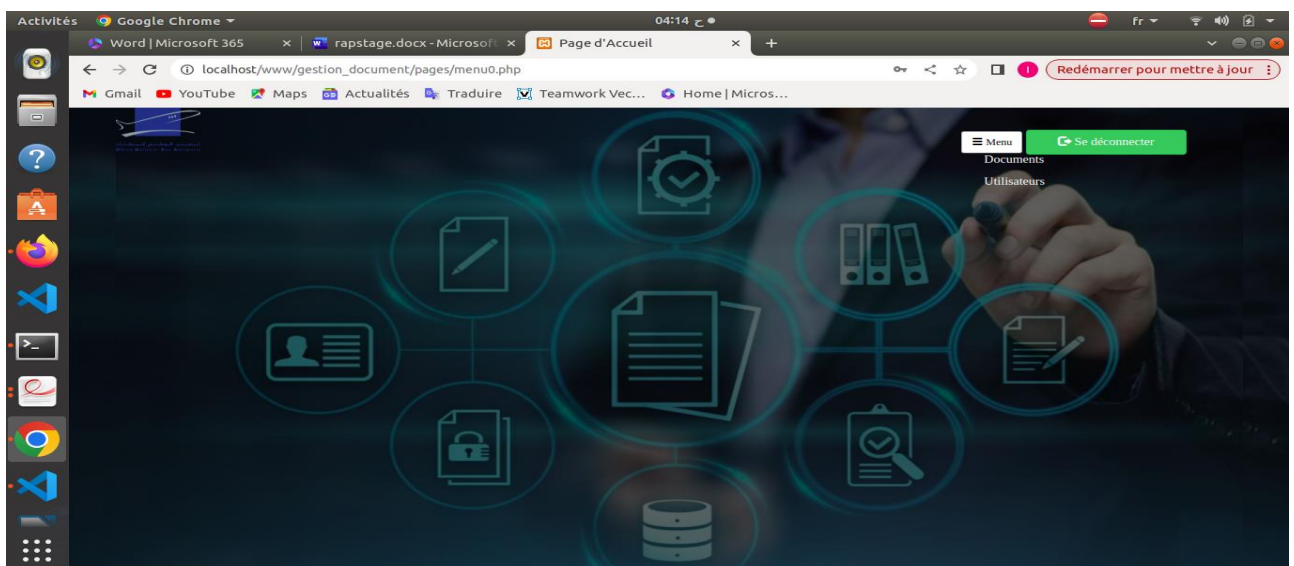 Activités Google Chrome 04:14 ح fr
Word | Microsoft 365 rapstage.docx - Microsoft Page d'Accueil
localhost/www/gestion_document/pages/menu0.php Redémarrer pour mettre à jour
Gmail YouTube Maps Actualités Traduire Teamwork Vec... Home | Micros...
Menu Se déconnecter
Documents
Utilisateurs